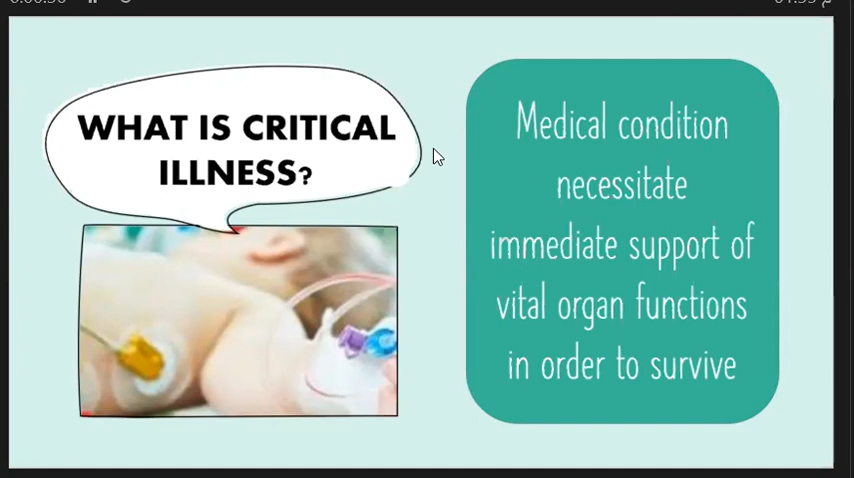 WHAT IS CRITICAL
ILLNESS?
Medical condition
necessitate
immediate support of
vital organ functions
in order to survive